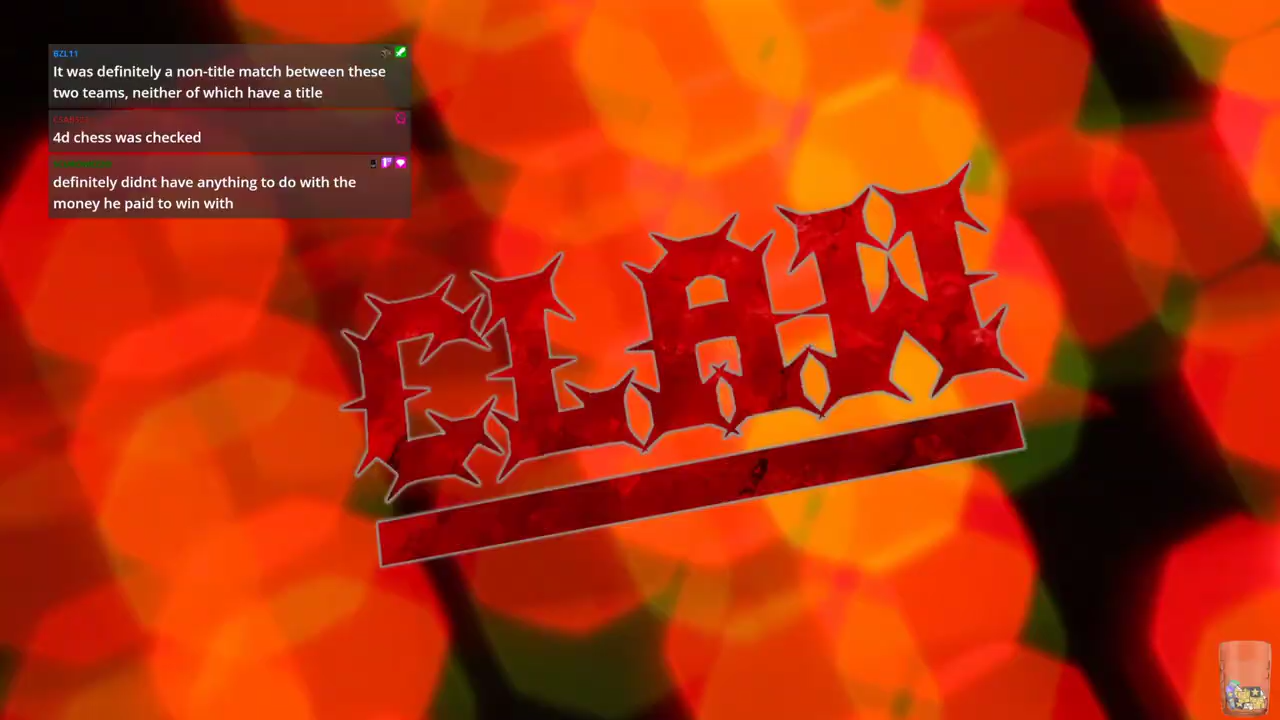 BZL11
It was definitely a non-title match between these
two teams, neither of which have a title
4d chess was checked
definitely didnt have anything to do with the
money he paid to win with
CLAW